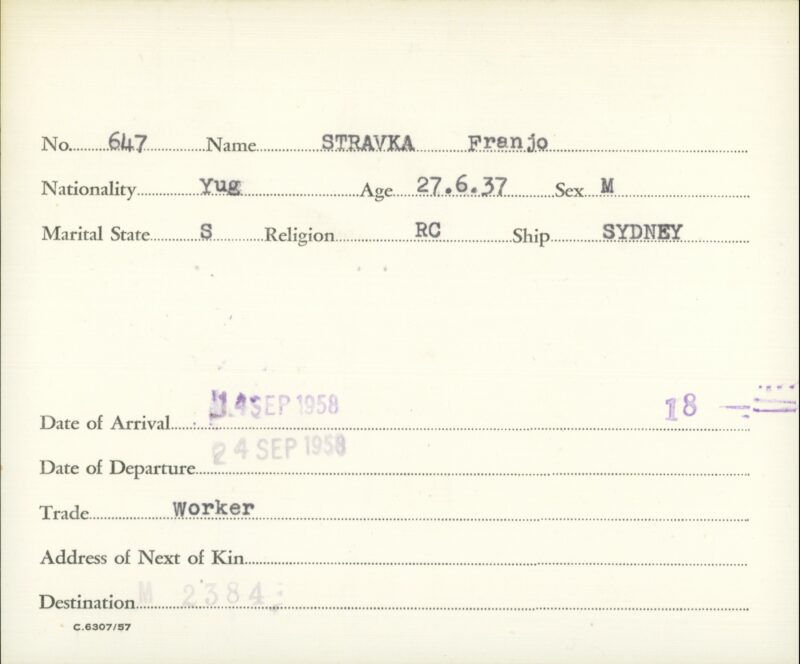 No. 647 Name STRAVKA Franjo
Nationality Yug Age 27.6.37 Sex M
Marital State S Religion RC Ship SYDNEY
Date of Arrival 14 SEP 1958 18
Date of Departure 24 SEP 1958
Trade Worker
Address of Next of Kin
Destination M 2384
C.6307/57